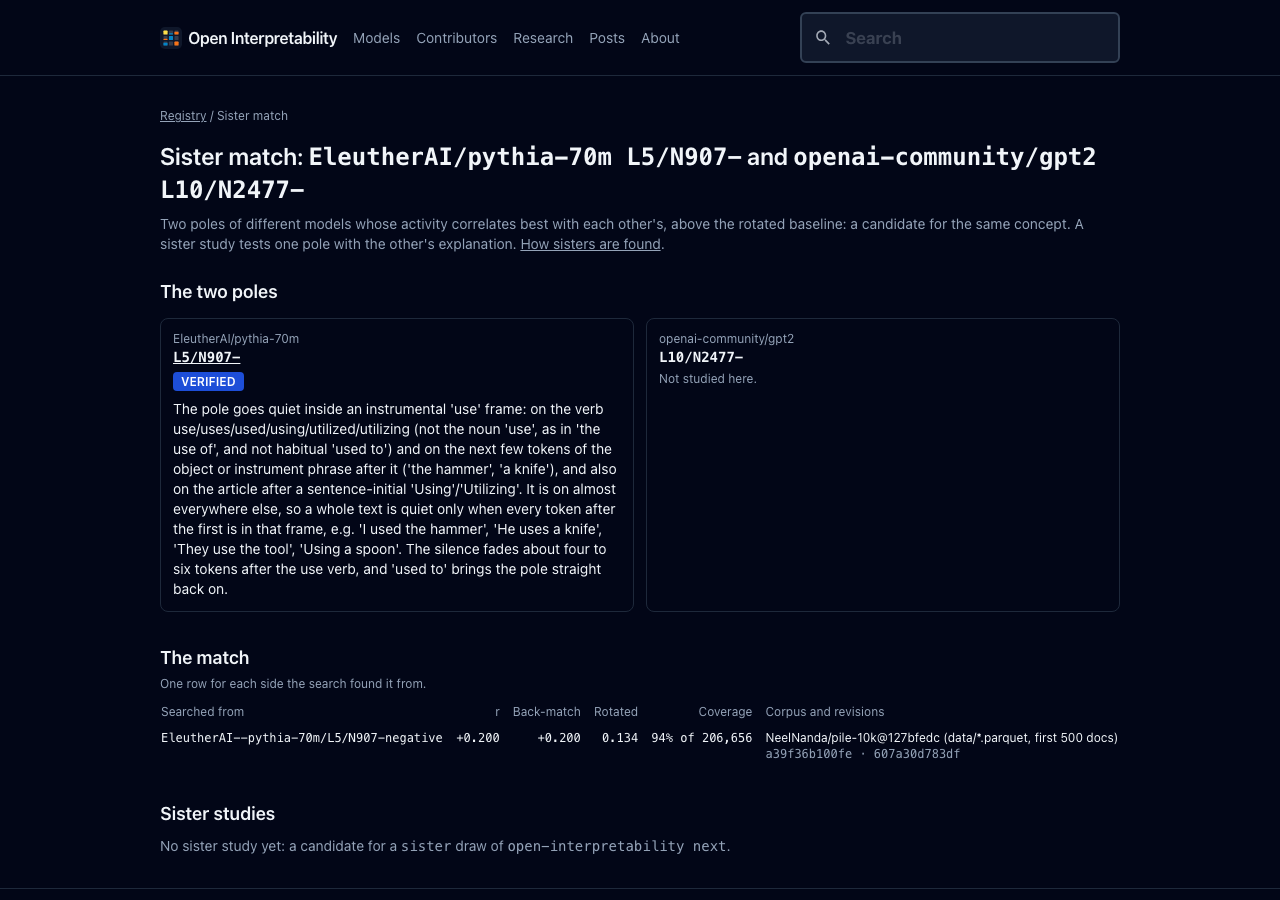 Open Interpretability Models Contributors Research Posts About Search
Registry / Sister match
Sister match: EleutherAI/pythia-70m L5/N907− and openai-community/gpt2
L10/N2477−
Two poles of different models whose activity correlates best with each other's, above the rotated baseline: a candidate for the same concept. A
sister study tests one pole with the other's explanation. How sisters are found.
The two poles
EleutherAI/pythia-70m
L5/N907−
VERIFIED
The pole goes quiet inside an instrumental 'use' frame: on the verb
use/uses/used/using/utilized/utilizing (not the noun 'use', as in 'the
use of', and not habitual 'used to') and on the next few tokens of the
object or instrument phrase after it ('the hammer', 'a knife'), and also
on the article after a sentence-initial 'Using'/'Utilizing'. It is on almost
everywhere else, so a whole text is quiet only when every token after
the first is in that frame, e.g. 'I used the hammer', 'He uses a knife',
'They use the tool', 'Using a spoon'. The silence fades about four to
six tokens after the use verb, and 'used to' brings the pole straight
back on.
openai-community/gpt2
L10/N2477−
Not studied here.
The match
One row for each side the search found it from.
Searched from r Back-match Rotated Coverage Corpus and revisions
EleutherAI--pythia-70m/L5/N907-negative +0.200 +0.200 0.134 94% of 206,656 NeelNanda/pile-10k@127bfedc (data/*.parquet, first 500 docs)
a39f36b100fe · 607a30d783df
Sister studies
No sister study yet: a candidate for a sister draw of open-interpretability next.